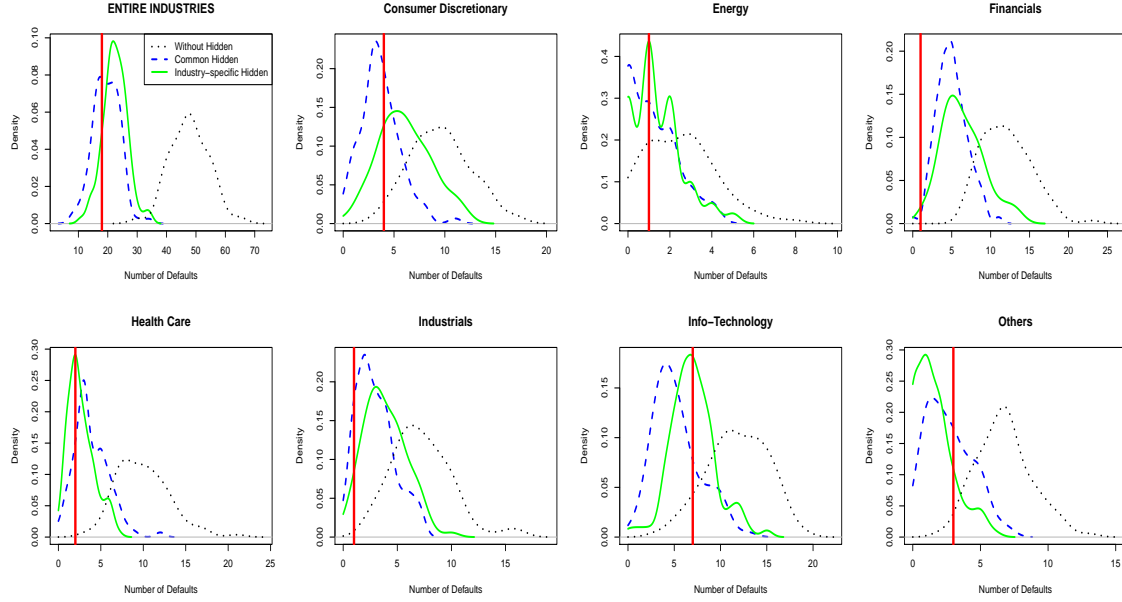 ENTIRE INDUSTRIES
Density
0.00 0.02 0.04 0.06 0.08 0.10
10 20 30 40 50 60 70
Number of Defaults
Without Hidden
Common Hidden
Industry−specific Hidden
Consumer Discretionary
Density
0.00 0.05 0.10 0.15 0.20
0 5 10 15 20
Number of Defaults
Energy
Density
0.0 0.1 0.2 0.3 0.4
0 2 4 6 8 10
Number of Defaults
Financials
Density
0.00 0.05 0.10 0.15 0.20
0 5 10 15 20 25
Number of Defaults
Health Care
Density
0.00 0.05 0.10 0.15 0.20 0.25 0.30
0 5 10 15 20 25
Number of Defaults
Industrials
Density
0.00 0.05 0.10 0.15 0.20
0 5 10 15
Number of Defaults
Info−Technology
Density
0.00 0.05 0.10 0.15
0 5 10 15 20
Number of Defaults
Others
Density
0.00 0.05 0.10 0.15 0.20 0.25 0.30
0 5 10 15
Number of Defaults